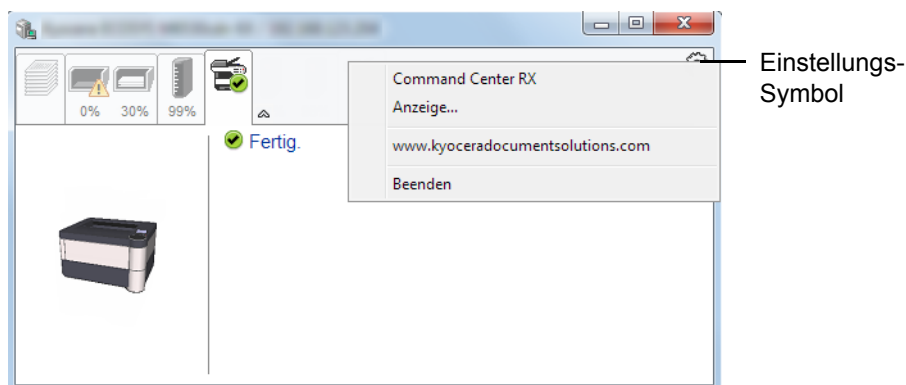 Einstellungs-
Symbol
Command Center RX
Anzeige...
www.kyoceradocumentsolutions.com
Beenden
0% 30% 99%
Fertig.